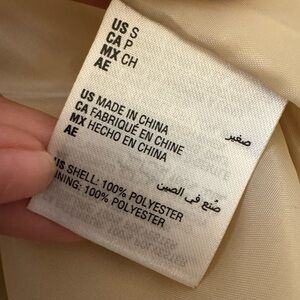 US S
CA P
MX CH
AE
صغير
US MADE IN CHINA
CA FABRIQUÉ EN CHINE
MX HECHO EN CHINA
AE
صُنع في الصين
US SHELL: 100% POLYESTER
LINING: 100% POLYESTER